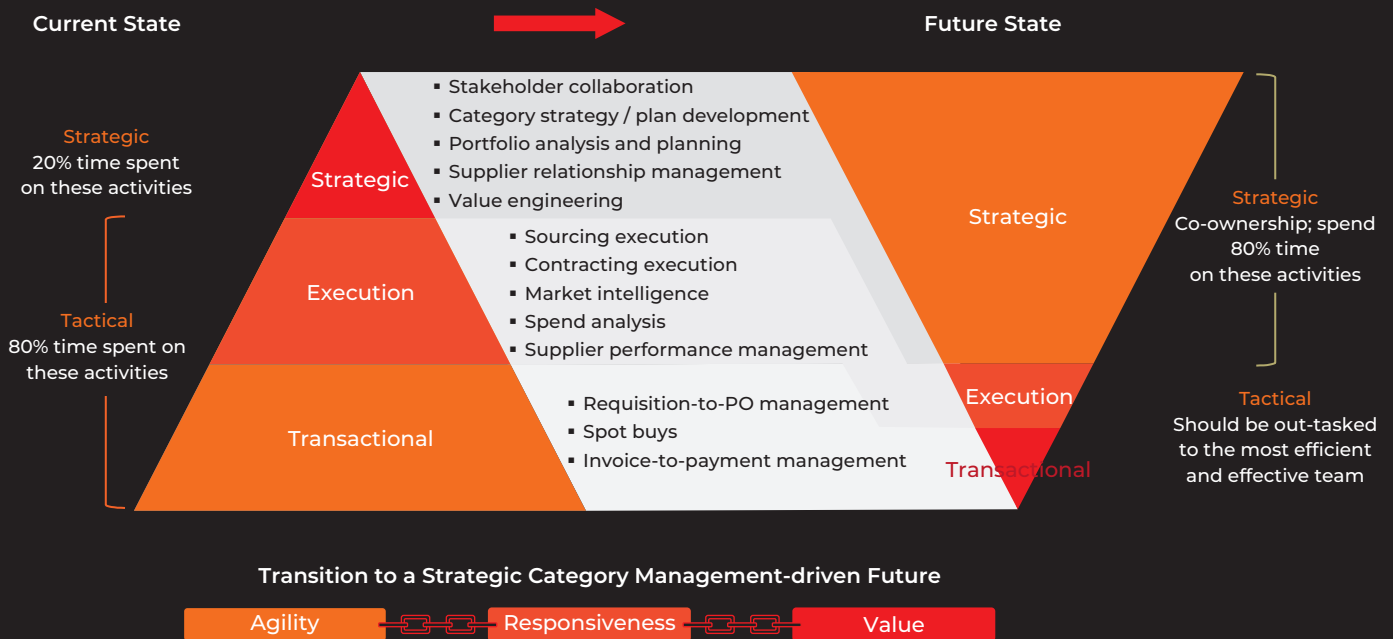 Current State
Future State
Strategic
20% time spent
on these activities
Tactical
80% time spent on
these activities
Strategic
Execution
Transactional
▪ Stakeholder collaboration
▪ Category strategy / plan development
▪ Portfolio analysis and planning
▪ Supplier relationship management
▪ Value engineering
▪ Sourcing execution
▪ Contracting execution
▪ Market intelligence
▪ Spend analysis
▪ Supplier performance management
▪ Requisition-to-PO management
▪ Spot buys
▪ Invoice-to-payment management
Strategic
Execution
Transactional
Strategic
Co-ownership; spend
80% time
on these activities
Tactical
Should be out-tasked
to the most efficient
and effective team
Transition to a Strategic Category Management-driven Future
Agility
Responsiveness
Value